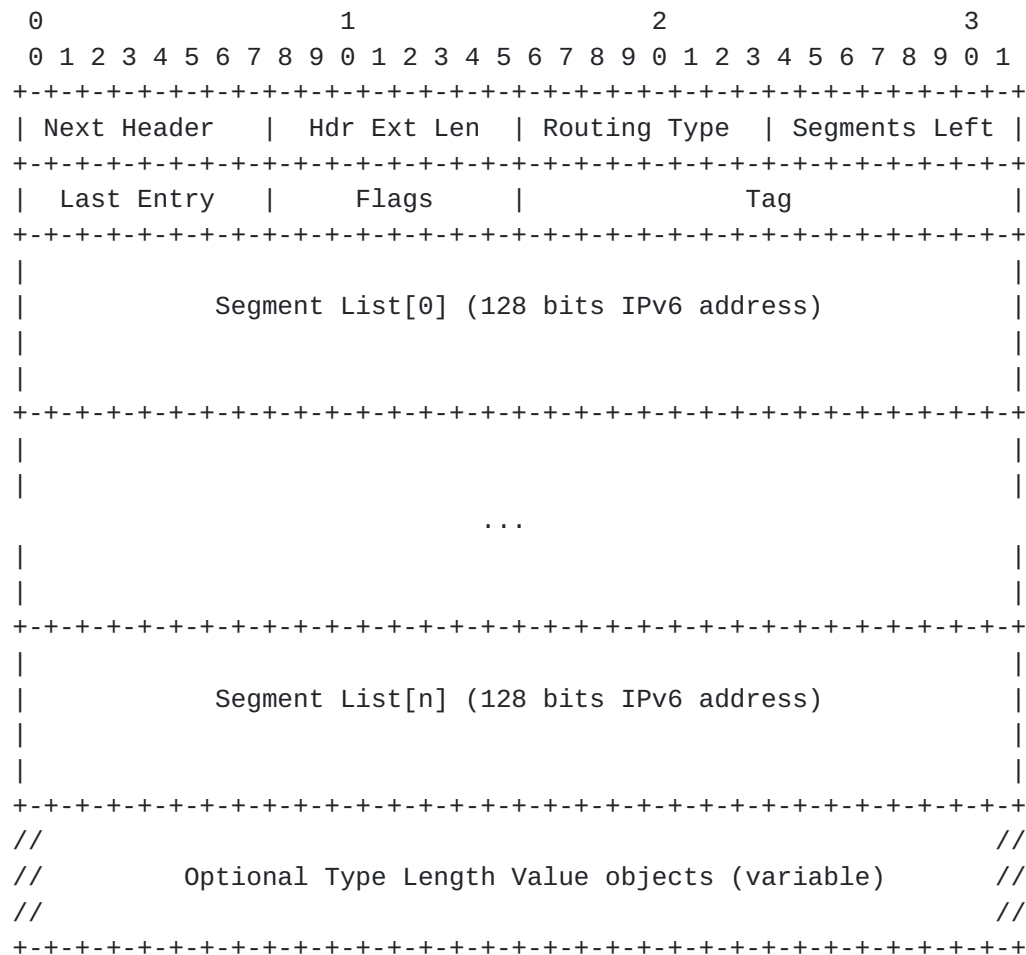 0                   1                   2                   3
 0 1 2 3 4 5 6 7 8 9 0 1 2 3 4 5 6 7 8 9 0 1 2 3 4 5 6 7 8 9 0 1
+-+-+-+-+-+-+-+-+-+-+-+-+-+-+-+-+-+-+-+-+-+-+-+-+-+-+-+-+-+-+-+-+
| Next Header   |  Hdr Ext Len  | Routing Type  | Segments Left |
+-+-+-+-+-+-+-+-+-+-+-+-+-+-+-+-+-+-+-+-+-+-+-+-+-+-+-+-+-+-+-+-+
|  Last Entry   |     Flags     |              Tag              |
+-+-+-+-+-+-+-+-+-+-+-+-+-+-+-+-+-+-+-+-+-+-+-+-+-+-+-+-+-+-+-+-+
|                                                               |
|            Segment List[0] (128 bits IPv6 address)            |
|                                                               |
|                                                               |
+-+-+-+-+-+-+-+-+-+-+-+-+-+-+-+-+-+-+-+-+-+-+-+-+-+-+-+-+-+-+-+-+
|                                                               |
|                                                               |
                              ...
|                                                               |
|                                                               |
+-+-+-+-+-+-+-+-+-+-+-+-+-+-+-+-+-+-+-+-+-+-+-+-+-+-+-+-+-+-+-+-+
|                                                               |
|            Segment List[n] (128 bits IPv6 address)            |
|                                                               |
|                                                               |
+-+-+-+-+-+-+-+-+-+-+-+-+-+-+-+-+-+-+-+-+-+-+-+-+-+-+-+-+-+-+-+-+
//                                                             //
//         Optional Type Length Value objects (variable)       //
//                                                             //
+-+-+-+-+-+-+-+-+-+-+-+-+-+-+-+-+-+-+-+-+-+-+-+-+-+-+-+-+-+-+-+-+